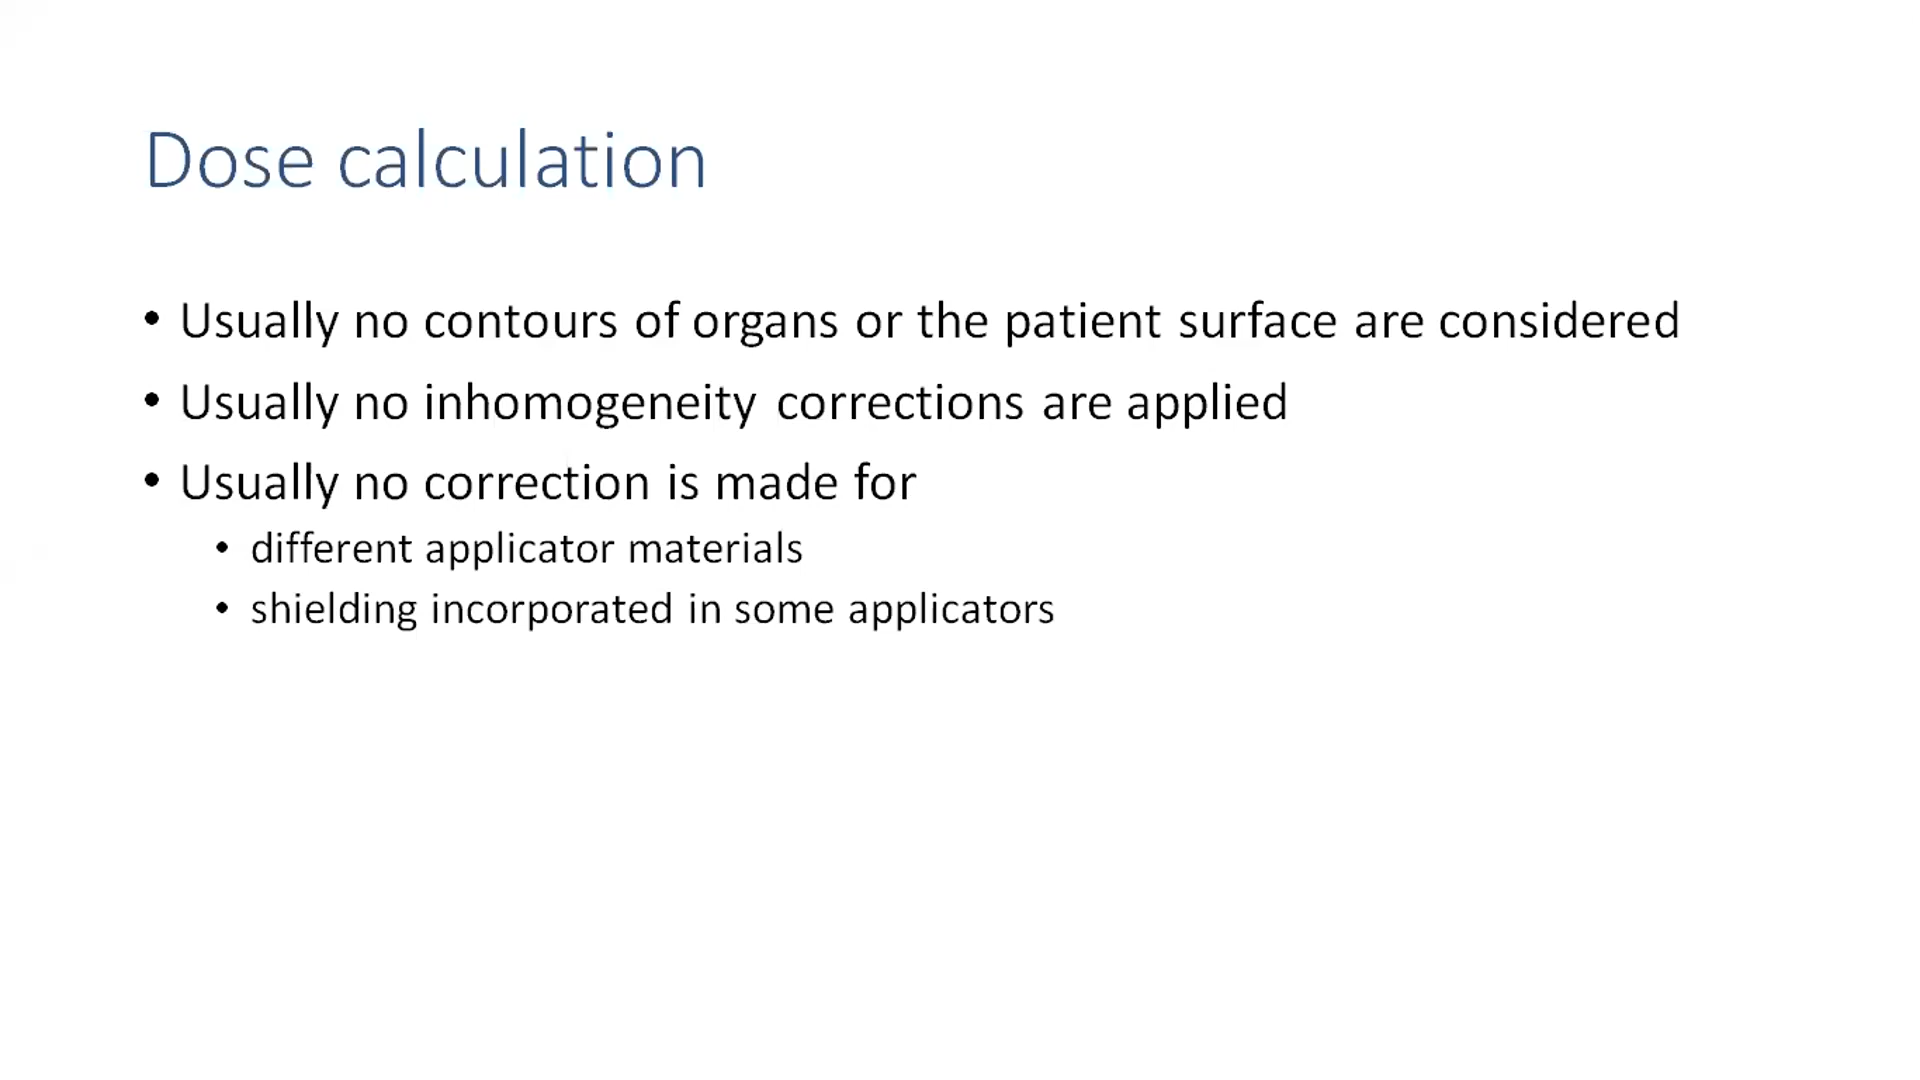 Dose calculation
• Usually no contours of organs or the patient surface are considered
• Usually no inhomogeneity corrections are applied
• Usually no correction is made for
• different applicator materials
• shielding incorporated in some applicators